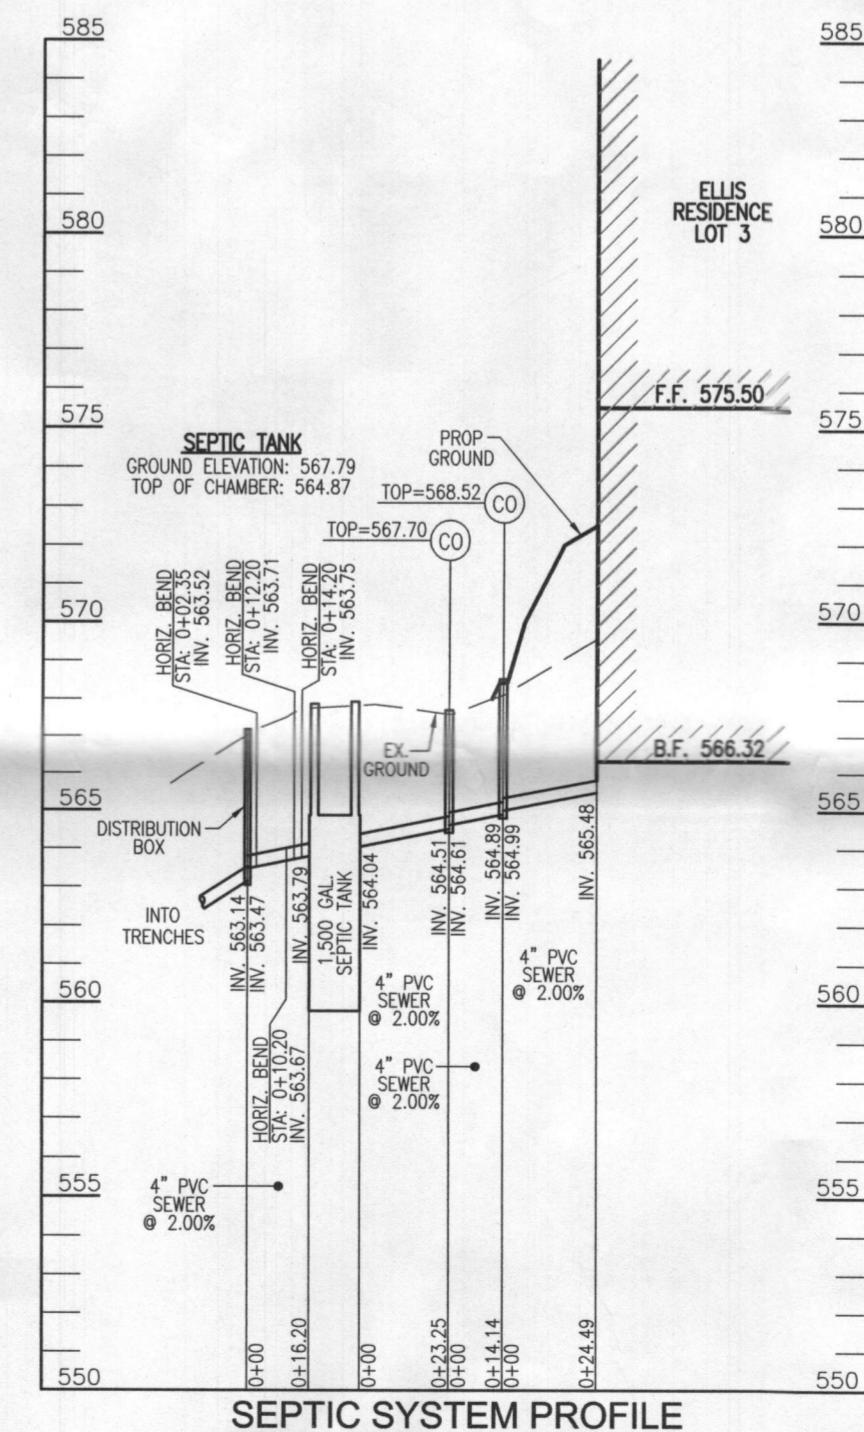 585
585
580
580
575
575
570
570
565
565
560
560
555
555
550
550
ELLIS
RESIDENCE
LOT 3
F.F. 575.50
B.F. 566.32
SEPTIC TANK
GROUND ELEVATION: 567.79
TOP OF CHAMBER: 564.87
PROP
GROUND
TOP=568.52
CO
TOP=567.70
CO
HORIZ. BEND
STA: 0+02.35
INV. 563.52
HORIZ. BEND
STA: 0+12.20
INV. 563.71
HORIZ. BEND
STA: 0+14.20
INV. 563.75
EX.
GROUND
DISTRIBUTION
BOX
INTO
TRENCHES
INV. 563.14
INV. 563.47
INV. 563.79
1,500 GAL.
SEPTIC TANK
INV. 564.04
INV. 564.51
INV. 564.61
INV. 564.89
INV. 564.99
INV. 565.48
4" PVC
SEWER
@ 2.00%
4" PVC
SEWER
@ 2.00%
4" PVC
SEWER
@ 2.00%
HORIZ. BEND
STA: 0+10.20
INV. 563.67
4" PVC
SEWER
@ 2.00%
0+00
0+16.20
0+00
0+23.25
0+00
0+14.14
0+00
0+24.49
SEPTIC SYSTEM PROFILE